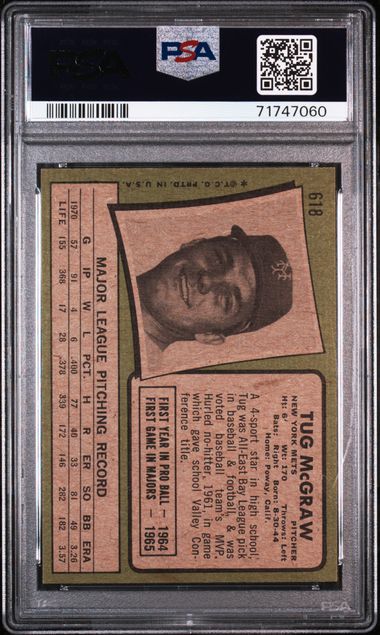 PSA
PSA
71747060
618
TUG McGRAW
NEW YORK METS PITCHER
Ht: 6' Wt: 170 Throws: Left
Bats: Right Born: 8-30-44
Home: Poway, Calif.
A 4-sport star in high school,
Tug was All-East Bay League pick
in baseball & football, & was
voted baseball team's MVP.
Hurled no-hitter, 1961, in game
which gave school Valley Con-
ference title.
FIRST YEAR IN PRO BALL — 1964
FIRST GAME IN MAJORS — 1965
MAJOR LEAGUE PITCHING RECORD
G IP W L PCT. H R ER SO BB ERA
1970 57 91 4 6 .400 77 40 33 81 49 3.26
LIFE 155 368 17 28 .378 339 172 146 282 182 3.57
★©T.C.G. PRTD. IN U.S.A.
PSA